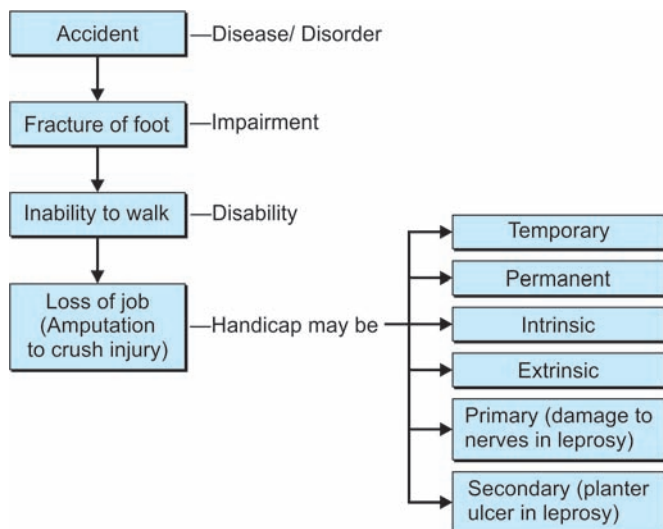 Accident
—Disease/ Disorder
Fracture of foot
—Impairment
Inability to walk
—Disability
Loss of job
(Amputation
to crush injury)
—Handicap may be
Temporary
Permanent
Intrinsic
Extrinsic
Primary (damage to
nerves in leprosy)
Secondary (planter
ulcer in leprosy)